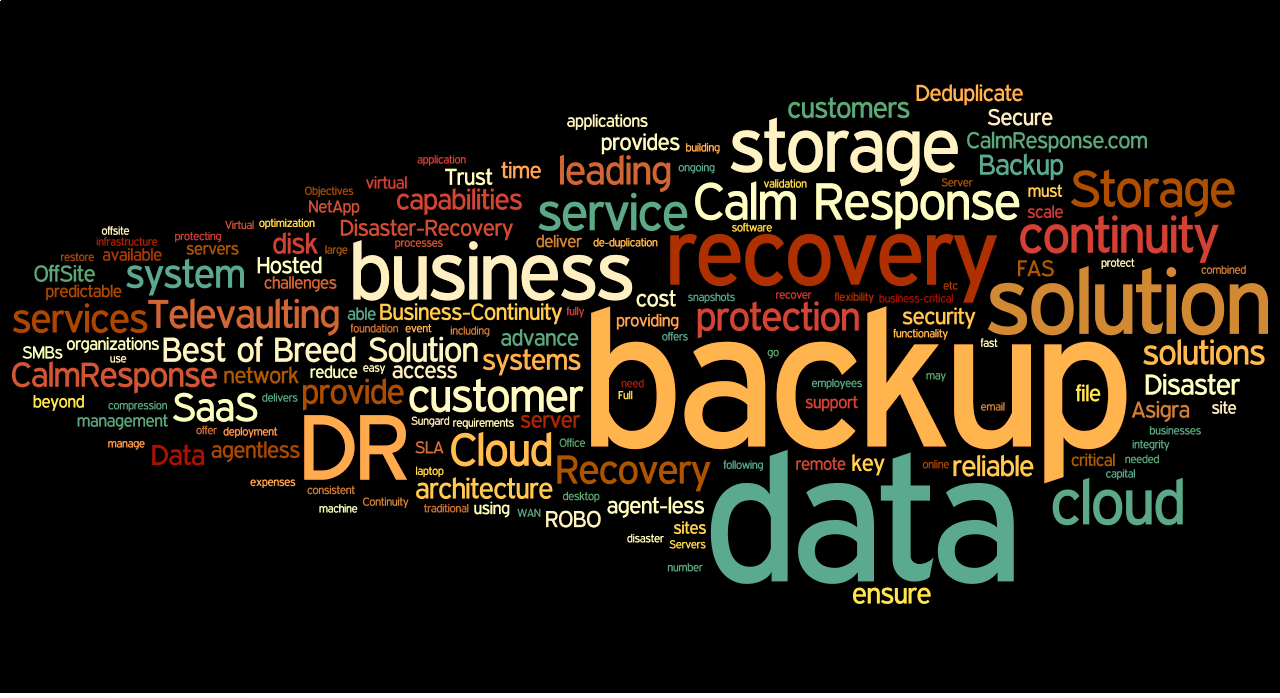 Deduplicate
customers
Secure
applications
storage
CalmResponse.com
provides
building
Backup
application
leading
ongoing
Trust
time
virtual
validation
Server
must
Storage
Objectives
capabilities
Calm Response
NetApp
service
scale
Virtual
optimization
Disaster-Recovery
software
continuity
offsite
protecting
infrastructure
servers
disk
large
processes
deliver
de-duplication
recovery
restore
available
Hosted
business
protect
combined
OffSite
system
challenges
FAS
predictable
cost
snapshots
recover
flexibility
business-critical
etc
solution
services
Televaulting
able
Business-Continuity
fully
providing
protection
security
foundation
event
including
offers
functionality
SMBs
organizations
Best of Breed Solution
advance
backup
fast
solutions
use
reduce
easy
access
systems
go
CalmResponse
network
need
employees
may
Disaster
beyond
delivers
provide
customer
Full
file
compression
SaaS
support
email
Asigra
site
management
DR
Sungard
requirements
server
offer
deployment
businesses
manage
Data
agentless
SLA
Cloud
Office
integrity
laptop
Recovery
following
remote
key
online
reliable
critical
needed
expenses
consistent
architecture
data
capital
Continuity
desktop
cloud
machine
traditional
using
WAN
ROBO
agent-less
sites
disaster
Servers
number
ensure